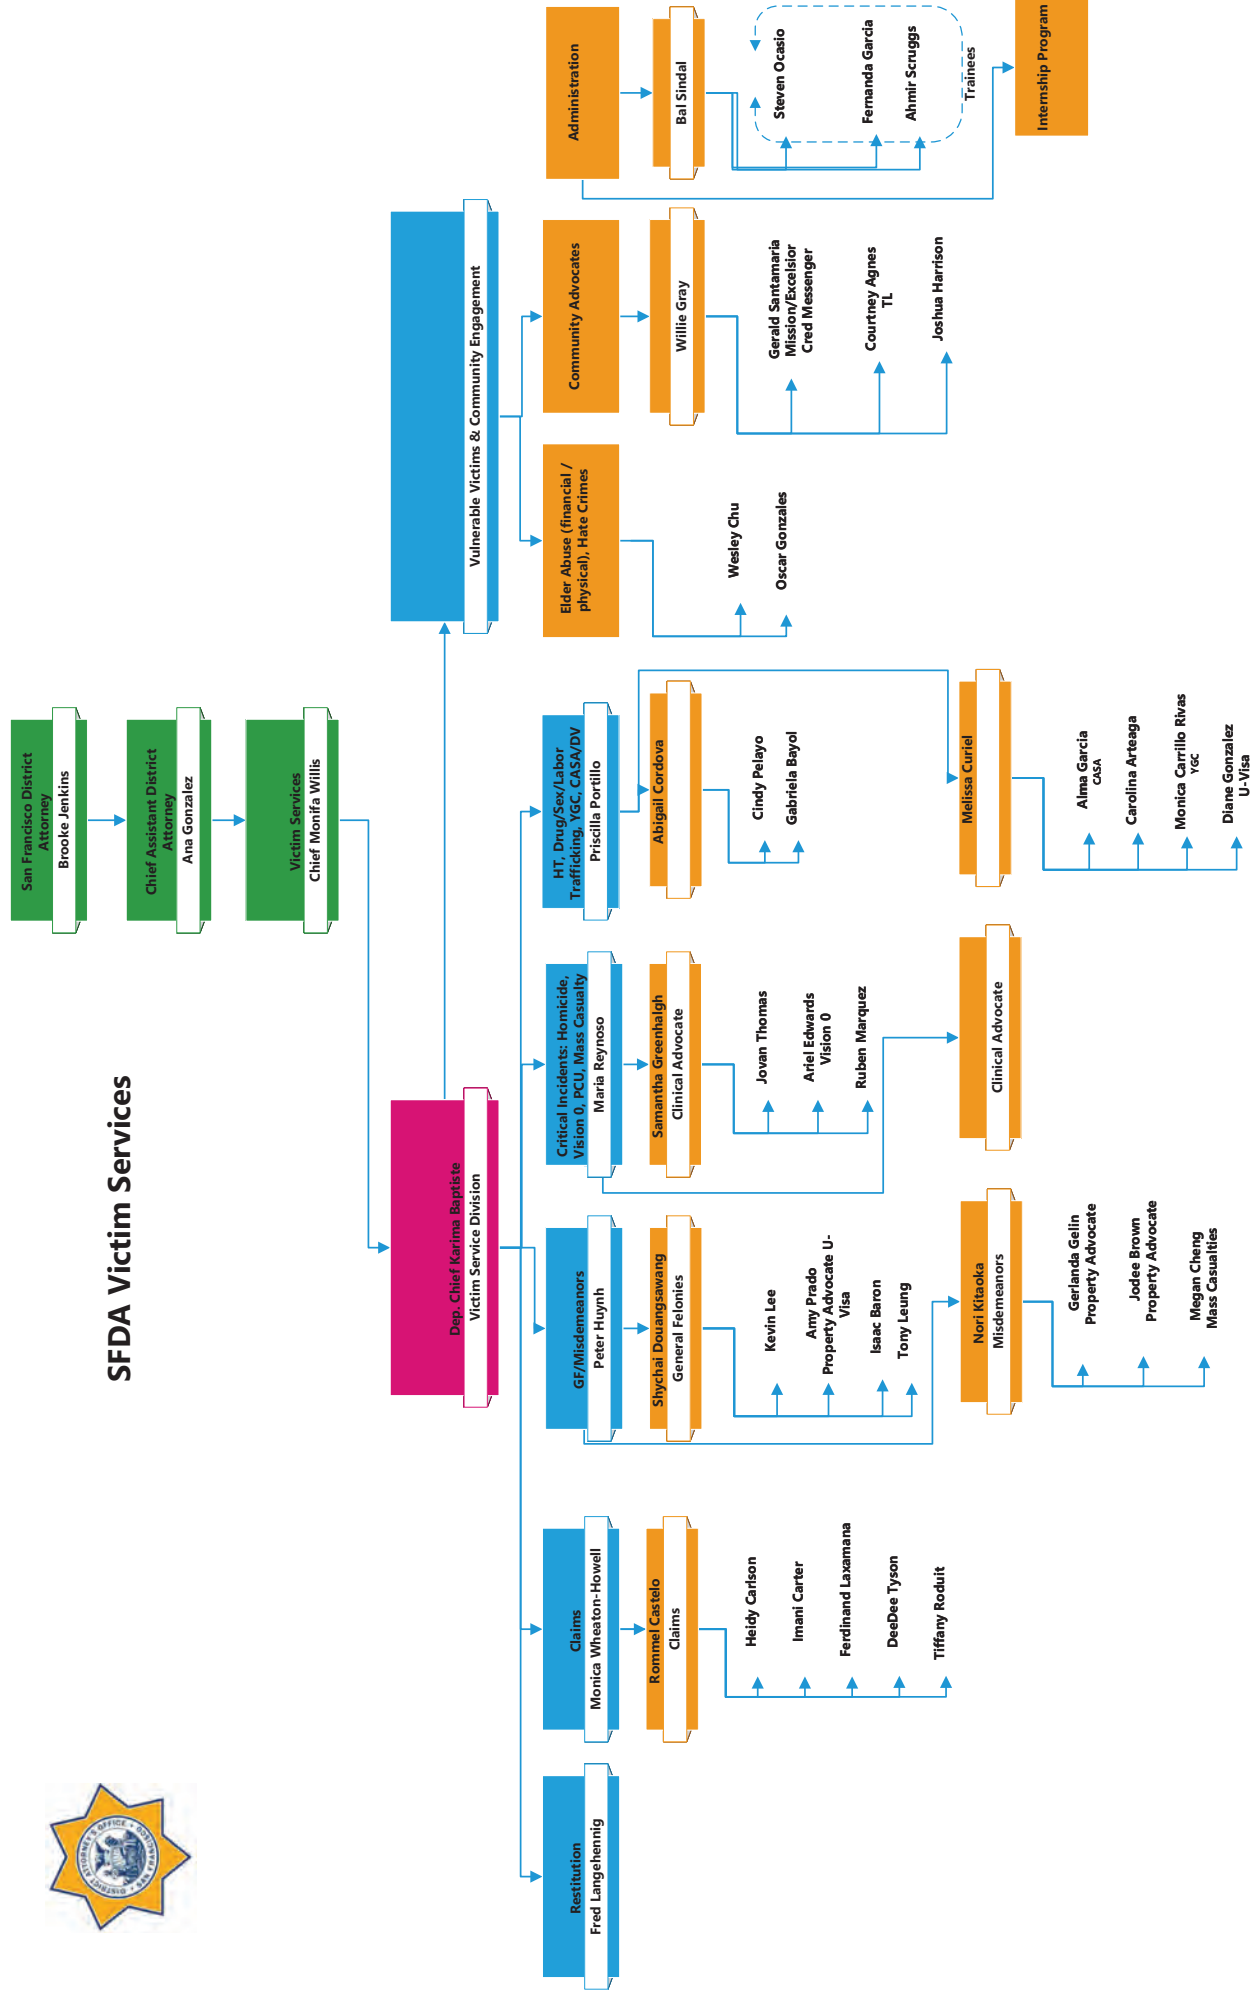 SFDA Victim Services
DISTRICT ATTORNEY'S OFFICE
SAN FRANCISCO
San Francisco District
Attorney
Brooke Jenkins
Chief Assistant District
Attorney
Ana Gonzalez
Victim Services
Chief Monifa Willis
Dep. Chief Karima Baptiste
Victim Service Division
Vulnerable Victims & Community Engagement
Restitution
Fred Langehennig
Claims
Monica Wheaton-Howell
Rommel Castelo
Claims
Heidy Carlson
Imani Carter
Ferdinand Laxamana
DeeDee Tyson
Tiffany Roduit
GF/Misdemeanors
Peter Huynh
Shychai Douangsawang
General Felonies
Kevin Lee
Amy Prado
Property Advocate U-
Visa
Isaac Baron
Tony Leung
Nori Kitaoka
Misdemeanors
Gerlanda Gelin
Property Advocate
Jodee Brown
Property Advocate
Megan Cheng
Mass Casualties
Critical Incidents: Homicide,
Vision 0, PCU, Mass Casualty
Maria Reynoso
Samantha Greenhalgh
Clinical Advocate
Jovan Thomas
Ariel Edwards
Vision 0
Ruben Marquez
Clinical Advocate
HT, Drug/Sex/Labor
Trafficking, YGC, CASA/DV
Priscilla Portillo
Abigail Cordova
Cindy Pelayo
Gabriela Bayol
Melissa Curiel
Alma Garcia
CASA
Carolina Arteaga
Monica Carrillo Rivas
YGC
Diane Gonzalez
U-Visa
Elder Abuse (financial /
physical), Hate Crimes
Wesley Chu
Oscar Gonzales
Community Advocates
Willie Gray
Gerald Santamaria
Mission/Excelsior
Cred Messenger
Courtney Agnes
TL
Joshua Harrison
Administration
Bal Sindal
Steven Ocasio
Fernanda Garcia
Ahmir Scruggs
Trainees
Internship Program